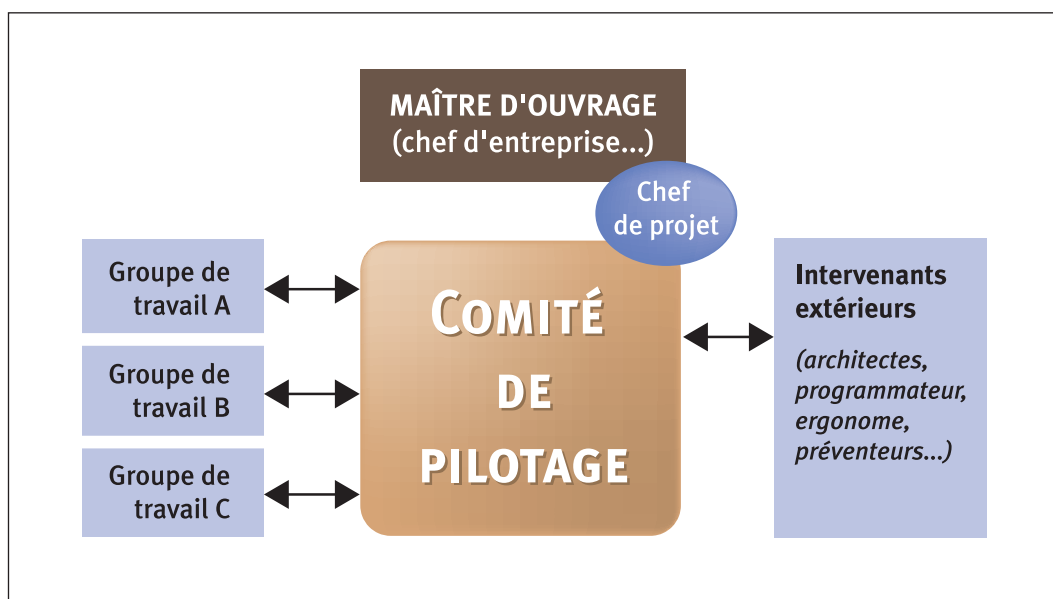 MAÎTRE D'OUVRAGE
(chef d'entreprise...)
Chef
de projet
Groupe de
travail A
Groupe de
travail B
Groupe de
travail C
COMITÉ
DE
PILOTAGE
Intervenants
extérieurs
(architectes,
programmateur,
ergonome,
préventeurs...)